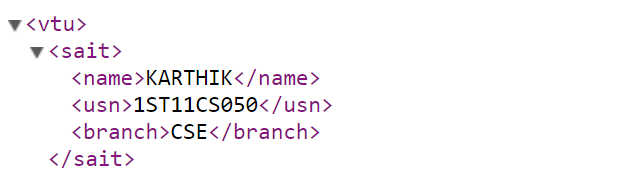 <vtu>
<sait>
<name>KARTHIK</name>
<usn>1ST11CS050</usn>
<branch>CSE</branch>
</sait>